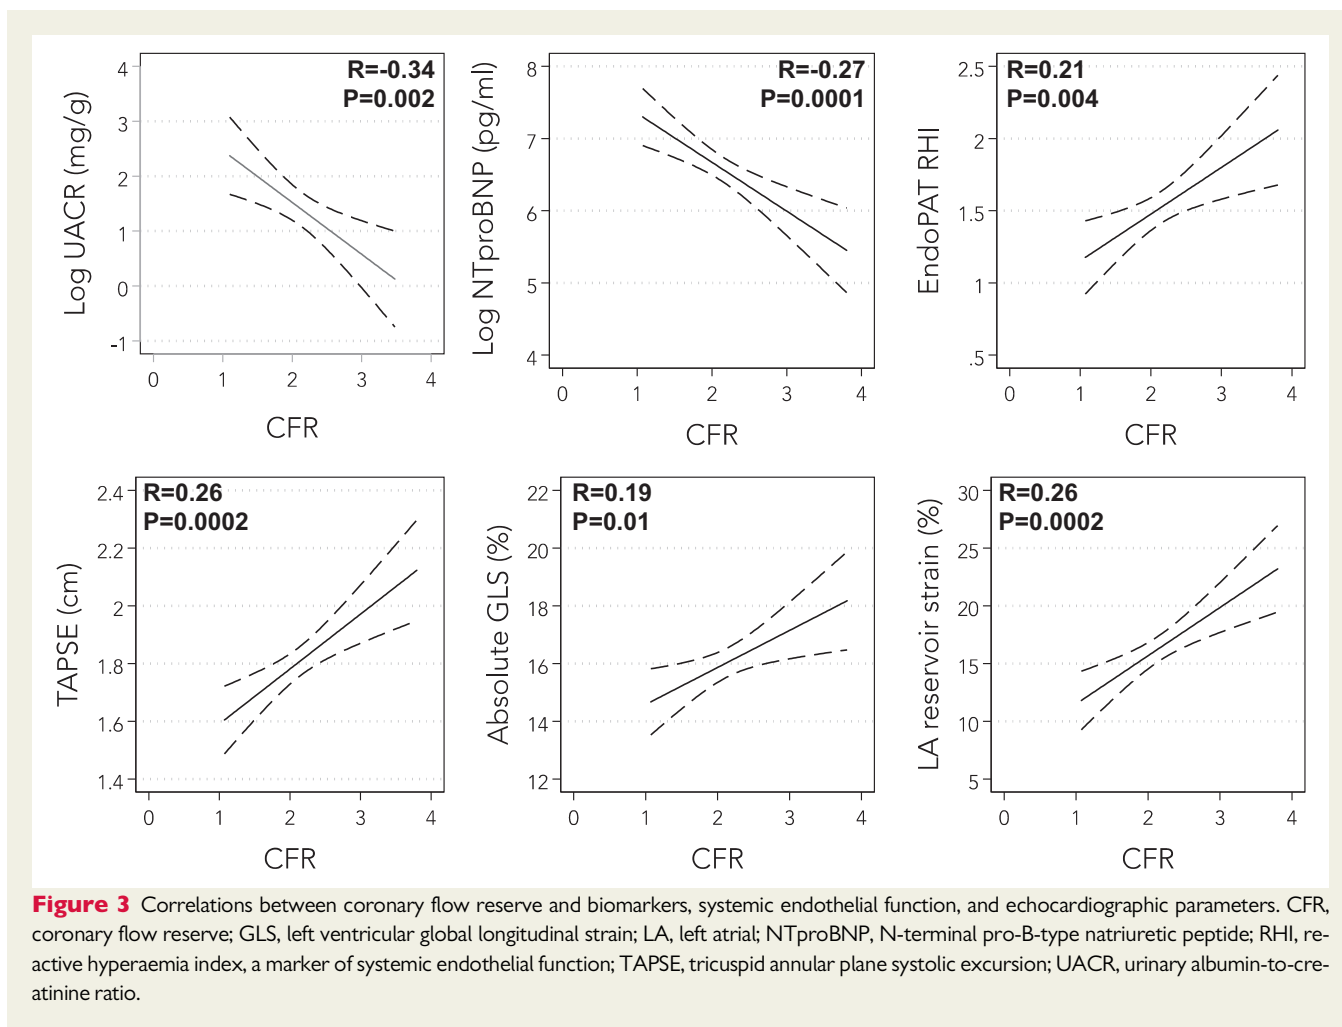 R=-0.34
P=0.002
Log UACR (mg/g)
4
3
2
1
0
-1
0 1 2 3 4
CFR
R=-0.27
P=0.0001
Log NTproBNP (pg/ml)
8
7
6
5
4
0 1 2 3 4
CFR
R=0.21
P=0.004
EndoPAT RHI
2.5
2
1.5
1
.5
0 1 2 3 4
CFR
R=0.26
P=0.0002
TAPSE (cm)
2.4
2.2
2
1.8
1.6
1.4
0 1 2 3 4
CFR
R=0.19
P=0.01
Absolute GLS (%)
22
20
18
16
14
12
0 1 2 3 4
CFR
R=0.26
P=0.0002
LA reservoir strain (%)
30
25
20
15
10
5
0 1 2 3 4
CFR
Figure 3 Correlations between coronary flow reserve and biomarkers, systemic endothelial function, and echocardiographic parameters. CFR,
coronary flow reserve; GLS, left ventricular global longitudinal strain; LA, left atrial; NTproBNP, N-terminal pro-B-type natriuretic peptide; RHI, re-
active hyperaemia index, a marker of systemic endothelial function; TAPSE, tricuspid annular plane systolic excursion; UACR, urinary albumin-to-cre-
atinine ratio.